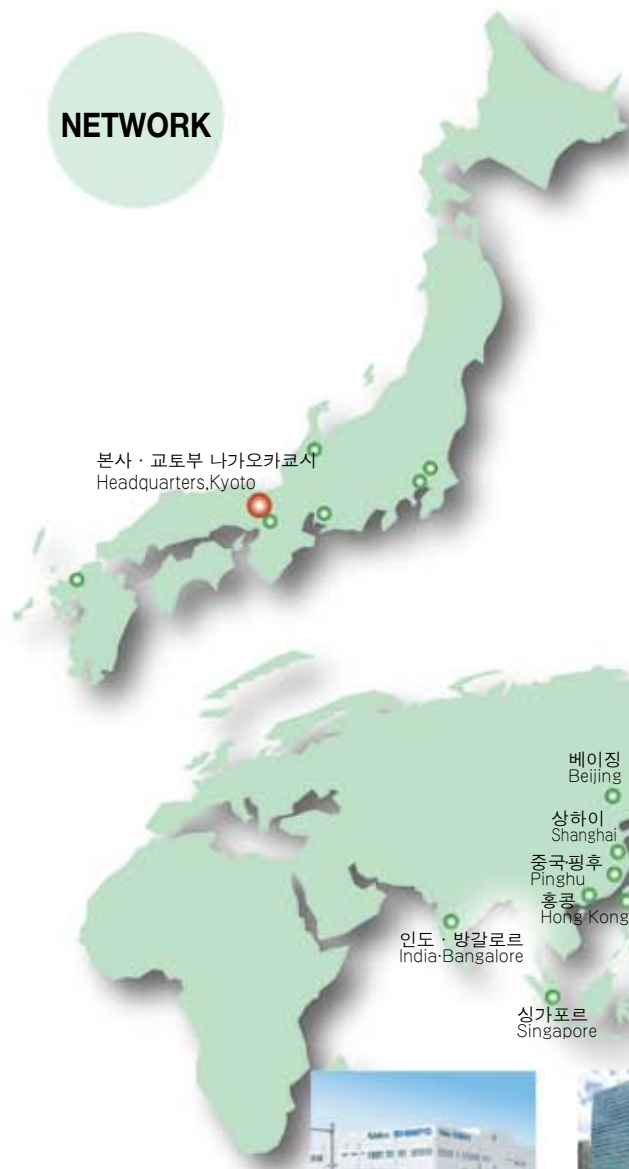 NETWORK
본사 · 교토부 나가오카쿄시
Headquarters,Kyoto
베이징
Beijing
상하이
Shanghai
중국핑후
Pinghu
홍콩
Hong Kong
인도 · 방갈로르
India·Bangalore
싱가포르
Singapore